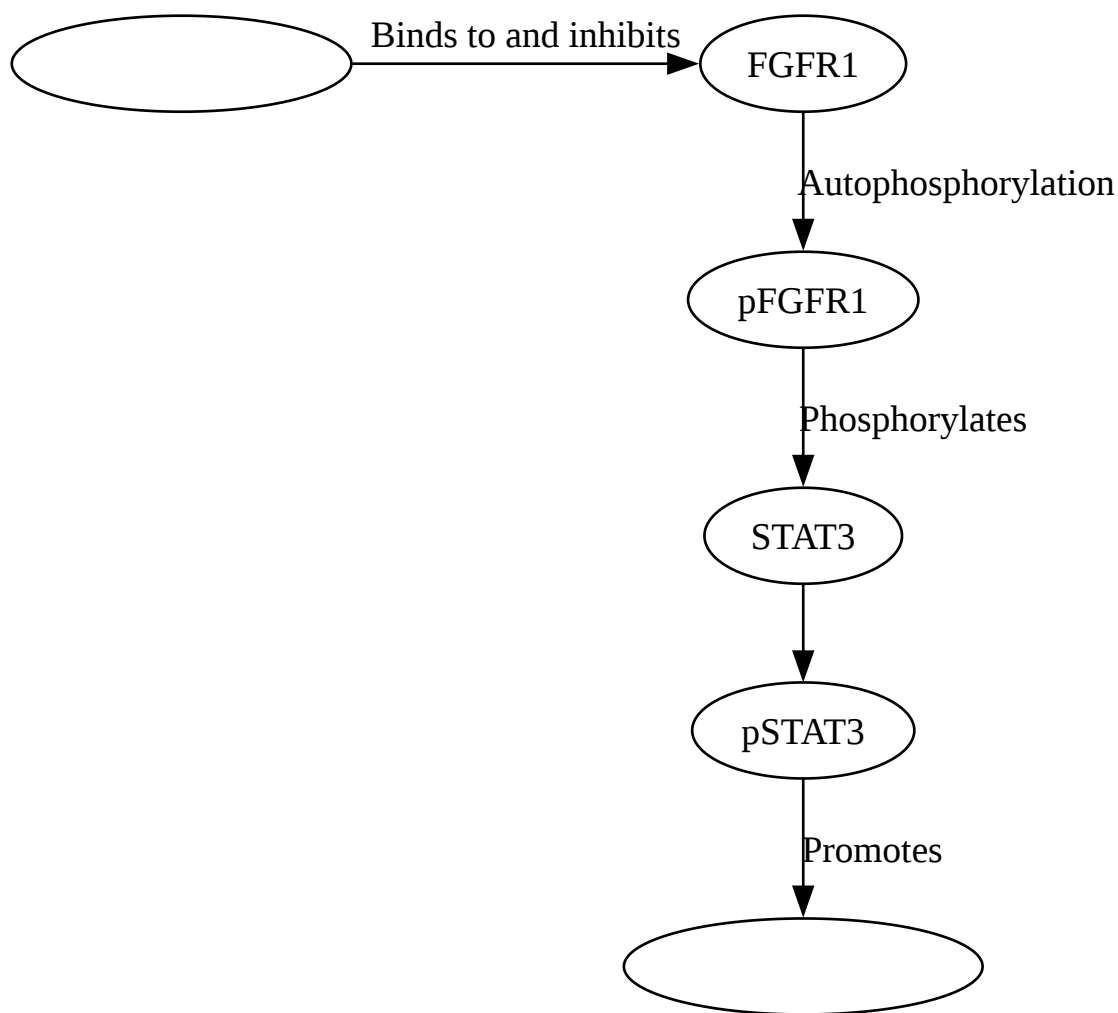 Binds to and inhibits
FGFR1
Autophosphorylation
pFGFR1
Phosphorylates
STAT3
pSTAT3
Promotes